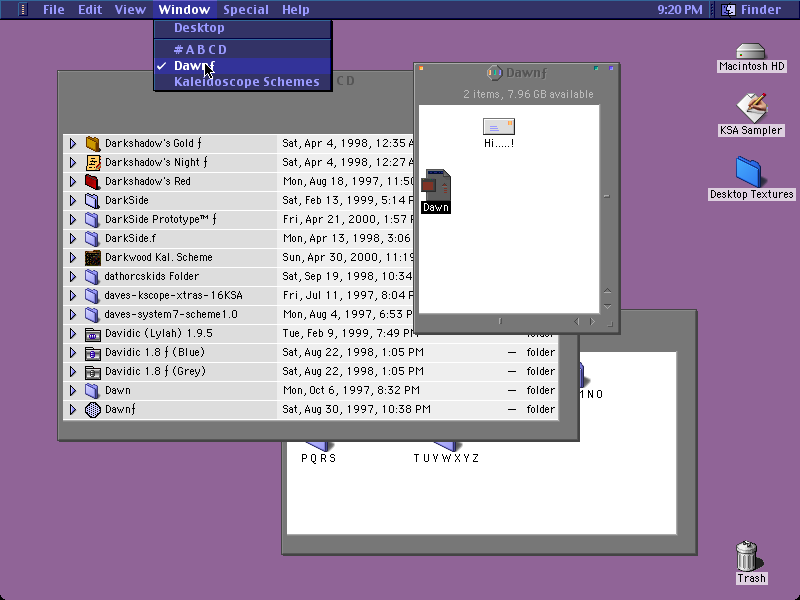 File Edit View Window Special Help 9:20 PM Finder
Desktop
# A B C D
✓ Dawnƒ
Kaleidoscope Schemes
C D
Darkshadow's Gold ƒ Sat, Apr 4, 1998, 12:35 A
Darkshadow's Night ƒ Sat, Apr 4, 1998, 12:27 A
Darkshadow's Red Mon, Aug 18, 1997, 11:50
DarkSide Sat, Feb 13, 1999, 5:14 P
DarkSide Prototype™ ƒ Fri, Apr 21, 2000, 1:57 P
DarkSide.f Mon, Apr 13, 1998, 3:06
Darkwood Kal. Scheme Sun, Apr 30, 2000, 11:19
dathorcskids Folder Sat, Sep 19, 1998, 10:34
daves-kscope-xtras-16KSA Fri, Jul 11, 1997, 8:04 P
daves-system7-scheme1.0 Mon, Aug 4, 1997, 6:53 P
Davidic (Lylah) 1.9.5 Tue, Feb 9, 1999, 7:49 PM — folder
Davidic 1.8 ƒ (Blue) Sat, Aug 22, 1998, 1:05 PM — folder
Davidic 1.8 ƒ (Grey) Sat, Aug 22, 1998, 1:05 PM — folder
Dawn Mon, Oct 6, 1997, 8:32 PM — folder
Dawnƒ Sat, Aug 30, 1997, 10:38 PM — folder
Dawnƒ
2 items, 7.96 GB available
Hi.....!
Dawn
N O
P Q R S
T U V W X Y Z
Macintosh HD
KSA Sampler
Desktop Textures
Trash